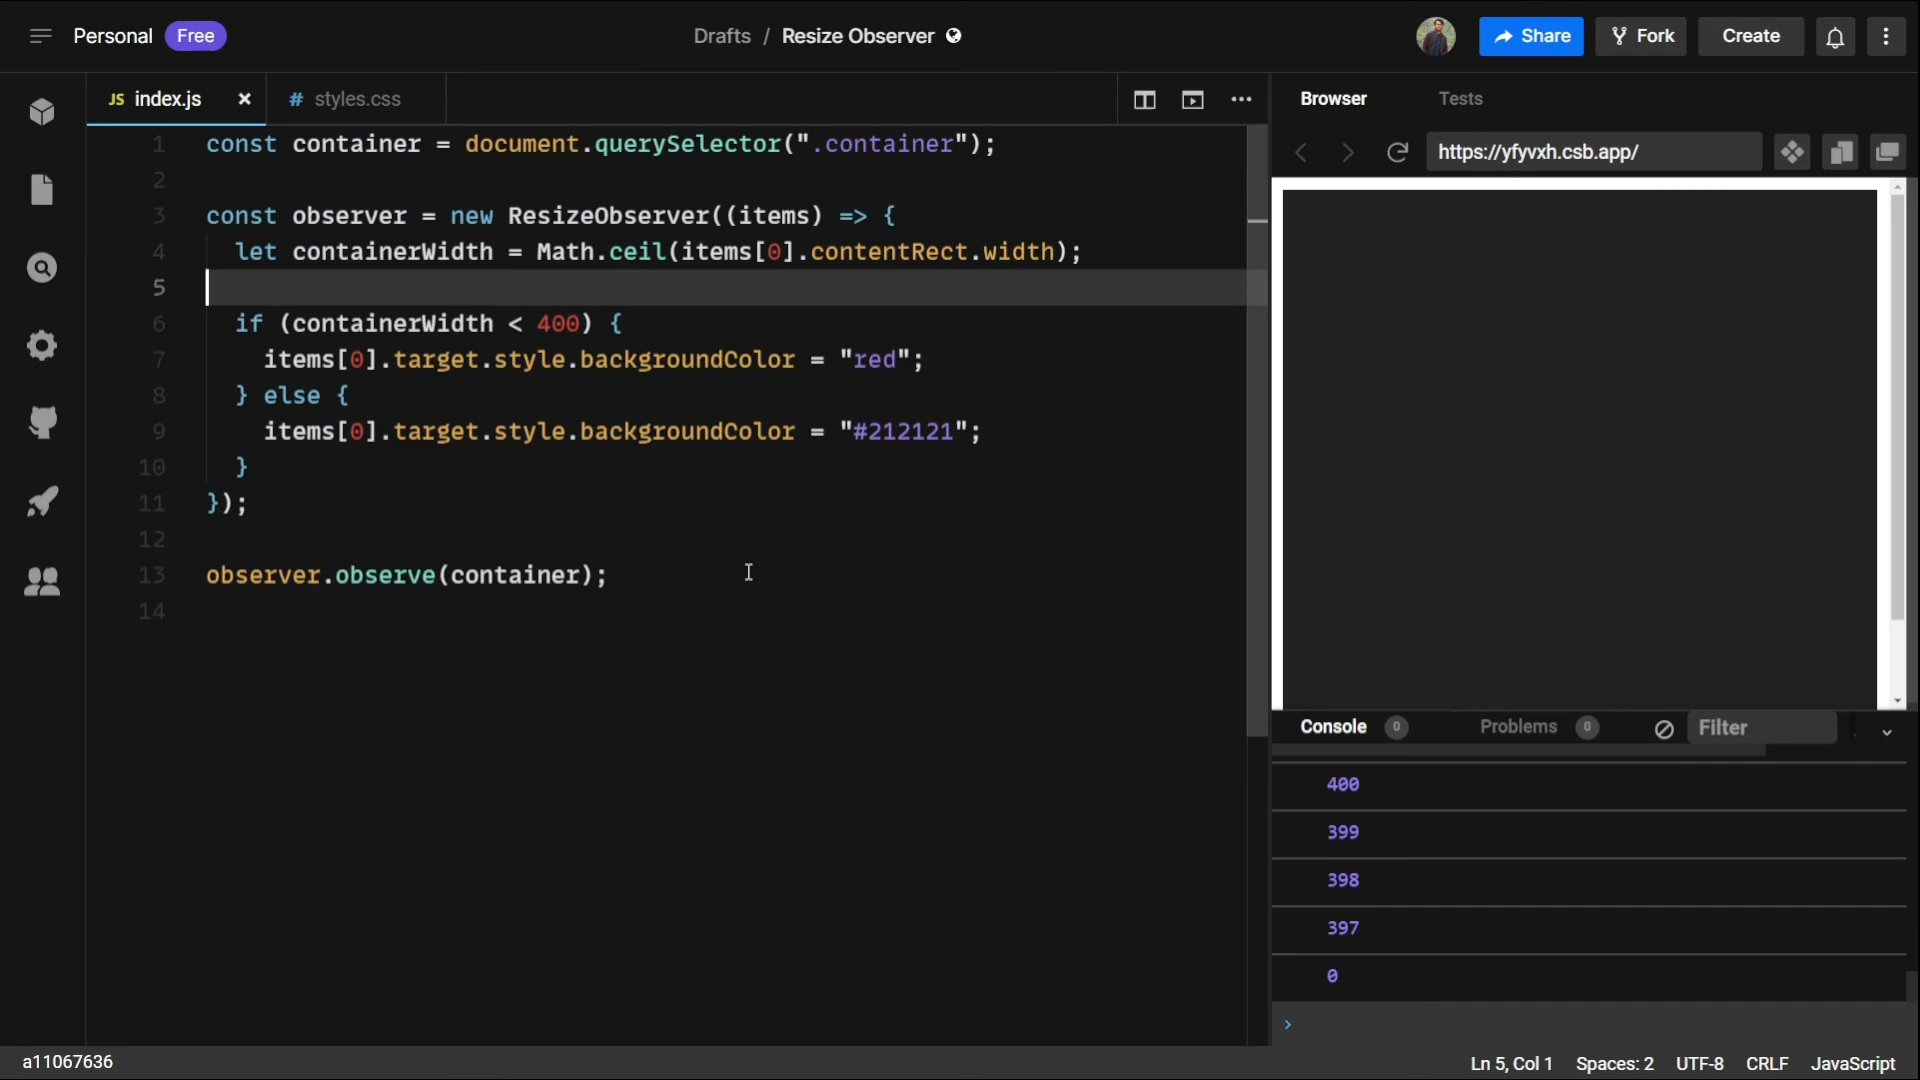 Personal Free
Drafts / Resize Observer
Share Fork Create
JS index.js × # styles.css
Browser Tests
https://yfyvxh.csb.app/
1 const container = document.querySelector(".container");
2
3 const observer = new ResizeObserver((items) => {
4 let containerWidth = Math.ceil(items[0].contentRect.width);
5
6 if (containerWidth < 400) {
7 items[0].target.style.backgroundColor = "red";
8 } else {
9 items[0].target.style.backgroundColor = "#212121";
10 }
11 });
12
13 observer.observe(container);
14
Console 0 Problems 0 Filter
400
399
398
397
0
a11067636
Ln 5, Col 1 Spaces: 2 UTF-8 CRLF JavaScript